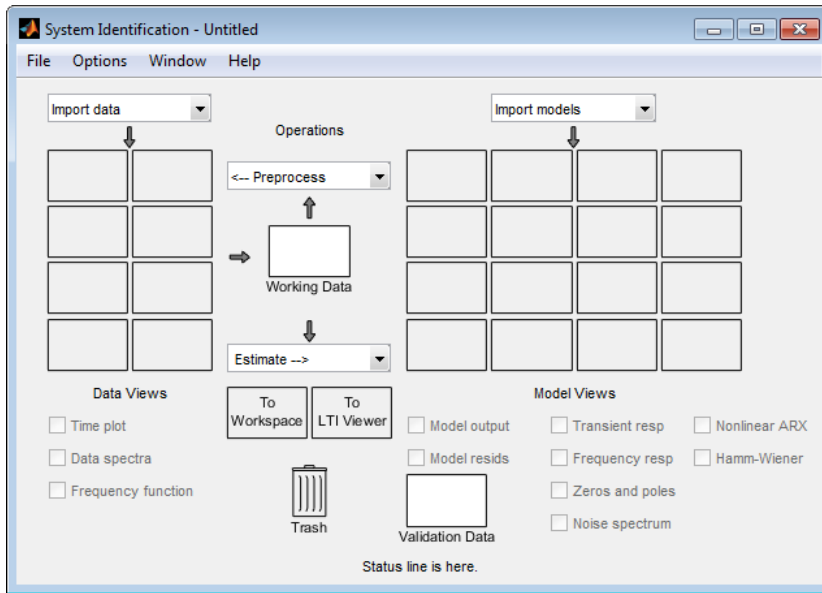 System Identification - Untitled
File Options Window Help
Import data
Import models
Operations
<-- Preprocess
Working Data
Estimate -->
Data Views
Time plot
Data spectra
Frequency function
To Workspace
To LTI Viewer
Trash
Model Views
Model output
Transient resp
Nonlinear ARX
Model resids
Frequency resp
Hamm-Wiener
Zeros and poles
Noise spectrum
Validation Data
Status line is here.